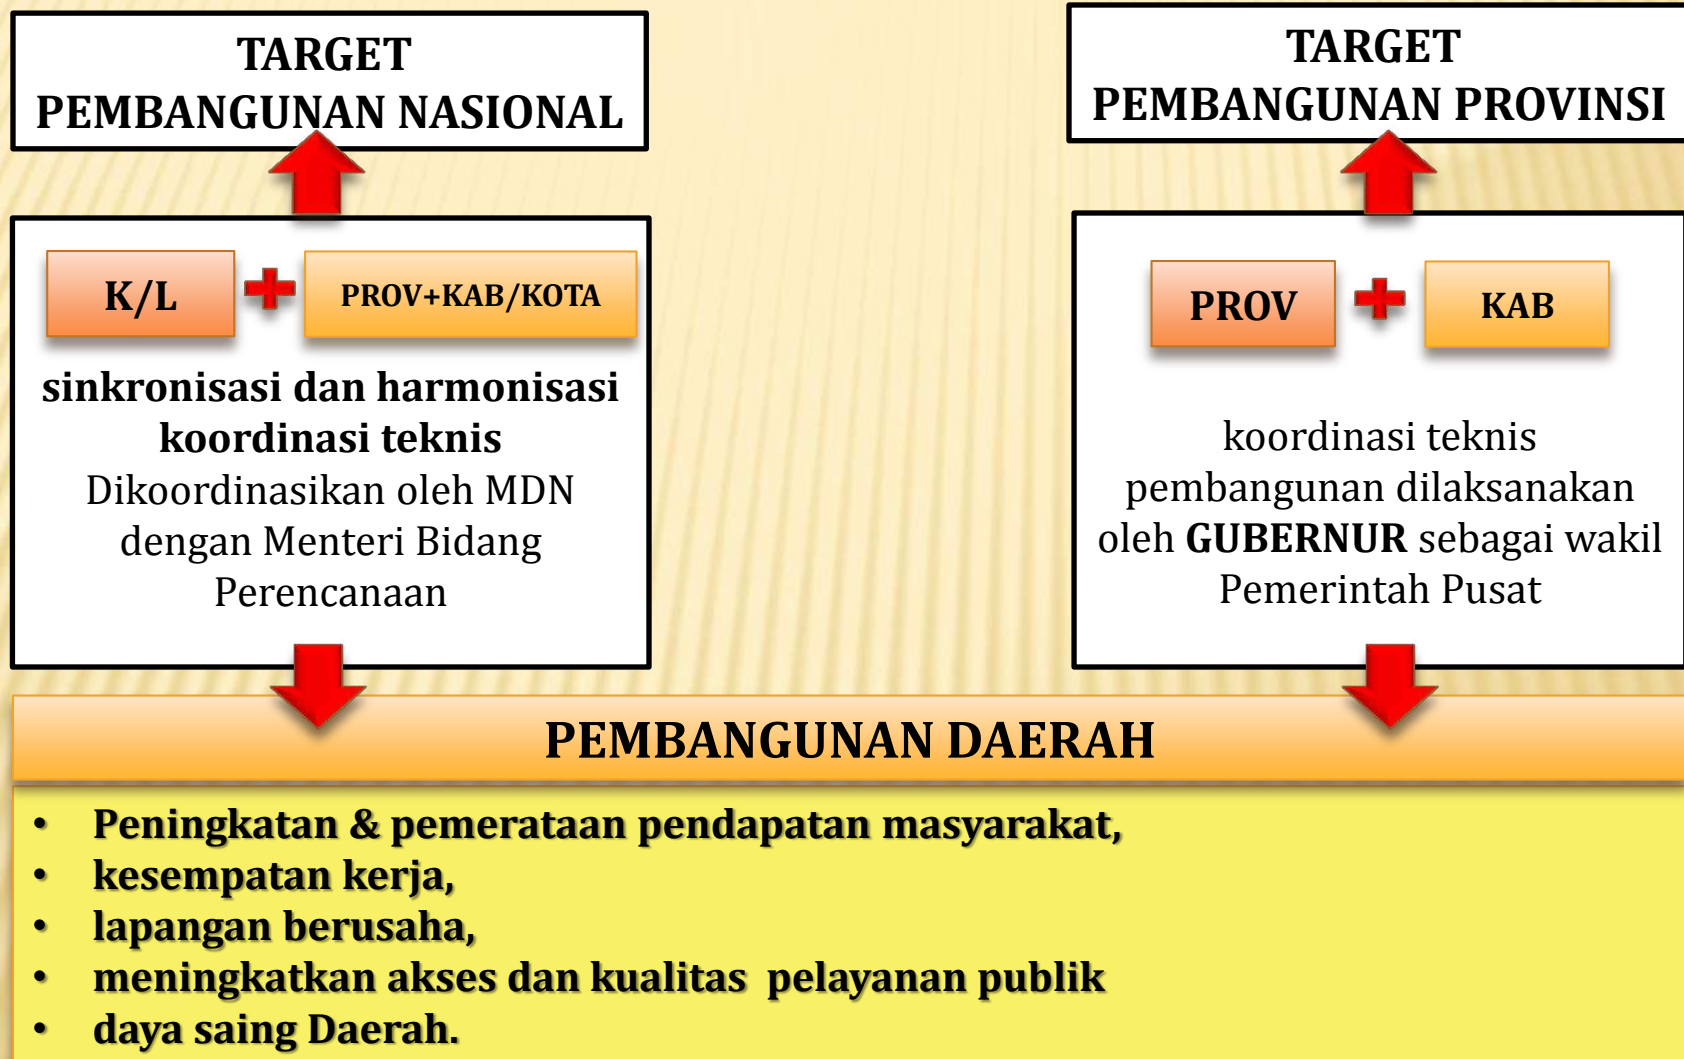 TARGET
PEMBANGUNAN NASIONAL
K/L
PROV+KAB/KOTA
sinkronisasi dan harmonisasi
koordinasi teknis
Dikoordinasikan oleh MDN
dengan Menteri Bidang
Perencanaan
TARGET
PEMBANGUNAN PROVINSI
PROV
KAB
koordinasi teknis
pembangunan dilaksanakan
oleh GUBERNUR sebagai wakil
Pemerintah Pusat
PEMBANGUNAN DAERAH
• Peningkatan & pemerataan pendapatan masyarakat,
• kesempatan kerja,
• lapangan berusaha,
• meningkatkan akses dan kualitas pelayanan publik
• daya saing Daerah.